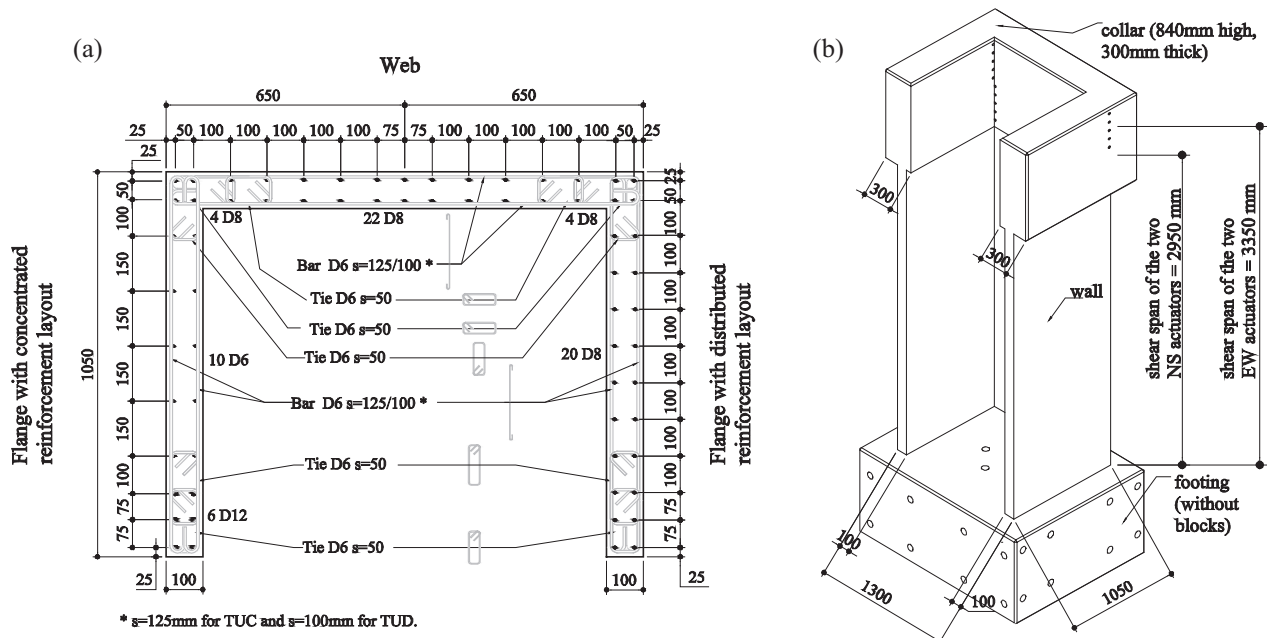 (a)
Web
650 650
25 50 100 100 100 100 100 75 75 100 100 100 100 100 50 25
25
50
100
150
150
150
150
100
75
75
25
1050
Flange with concentrated
reinforcement layout
4 D8 22 D8 4 D8
Bar D6 s=125/100 *
Tie D6 s=50
Tie D6 s=50
Tie D6 s=50
10 D6 20 D8
Bar D6 s=125/100 *
Tie D6 s=50
6 D12
Tie D6 s=50
100 100
25
50
100
100
100
100
100
100
100
100
75
75
25
Flange with distributed
reinforcement layout
* s=125mm for TUC and s=100mm for TUD.
(b)
collar (840mm high,
300mm thick)
300
300
wall
shear span of the two
NS actuators = 2950 mm
shear span of the two
EW actuators = 3350 mm
footing
(without
blocks)
100
1300
100
1050